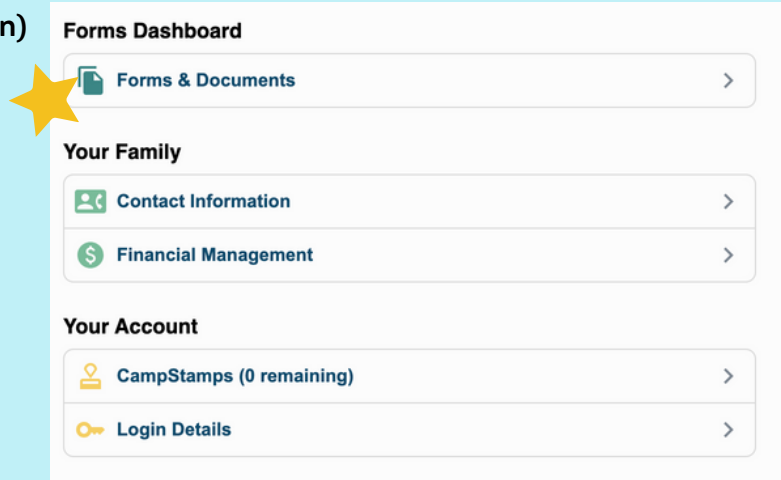 n)
Forms Dashboard
Forms & Documents
Your Family
Contact Information
Financial Management
Your Account
CampStamps (0 remaining)
Login Details